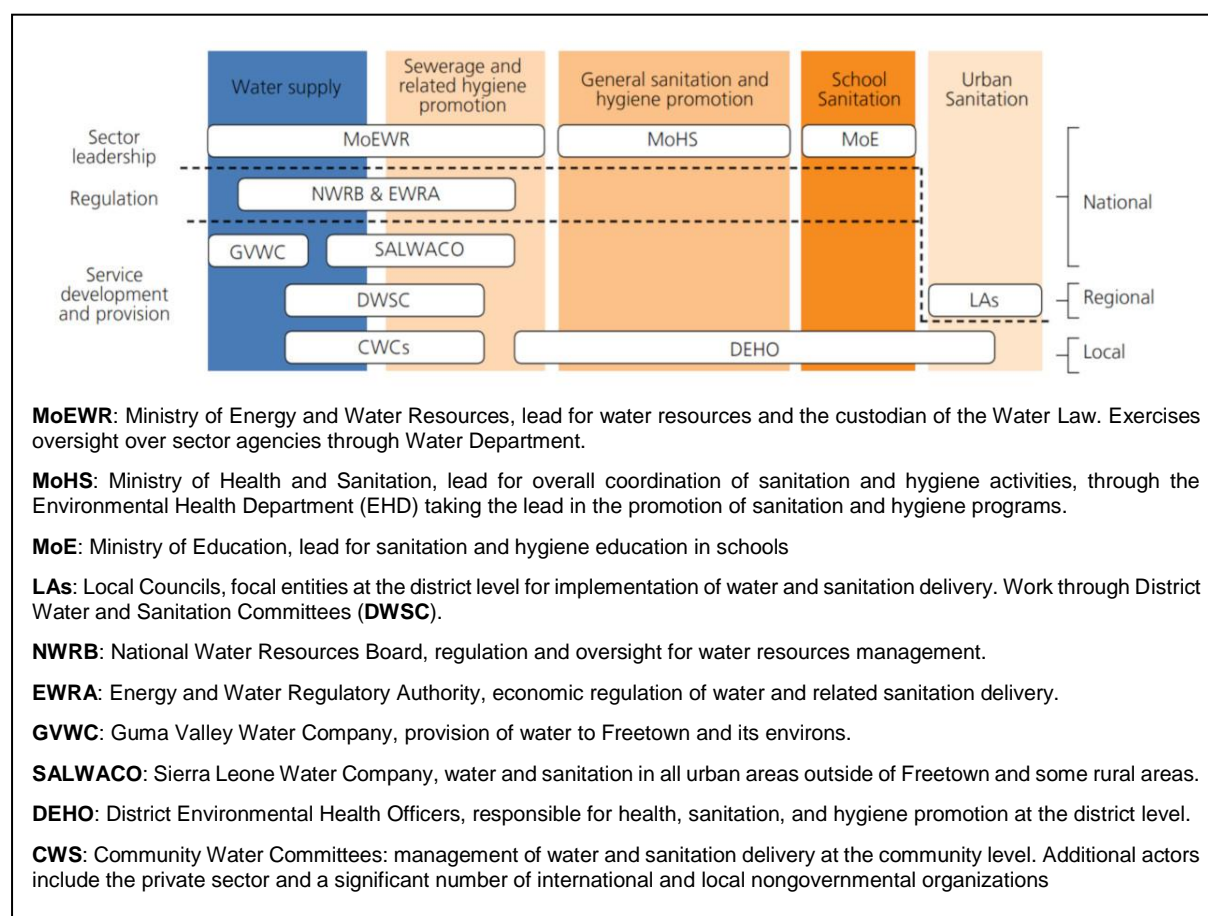 Water supply
Sewerage and
related hygiene
promotion
General sanitation and
hygiene promotion
School
Sanitation
Urban
Sanitation
Sector
leadership
MoEWR
MoHS
MoE
Regulation
NWRB & EWRA
National
GVWC
SALWACO
Service
development
and provision
DWSC
LAs
Regional
CWCs
DEHO
Local
MoEWR: Ministry of Energy and Water Resources, lead for water resources and the custodian of the Water Law. Exercises
oversight over sector agencies through Water Department.
MoHS: Ministry of Health and Sanitation, lead for overall coordination of sanitation and hygiene activities, through the
Environmental Health Department (EHD) taking the lead in the promotion of sanitation and hygiene programs.
MoE: Ministry of Education, lead for sanitation and hygiene education in schools
LAs: Local Councils, focal entities at the district level for implementation of water and sanitation delivery. Work through District
Water and Sanitation Committees (DWSC).
NWRB: National Water Resources Board, regulation and oversight for water resources management.
EWRA: Energy and Water Regulatory Authority, economic regulation of water and related sanitation delivery.
GVWC: Guma Valley Water Company, provision of water to Freetown and its environs.
SALWACO: Sierra Leone Water Company, water and sanitation in all urban areas outside of Freetown and some rural areas.
DEHO: District Environmental Health Officers, responsible for health, sanitation, and hygiene promotion at the district level.
CWS: Community Water Committees: management of water and sanitation delivery at the community level. Additional actors
include the private sector and a significant number of international and local nongovernmental organizations